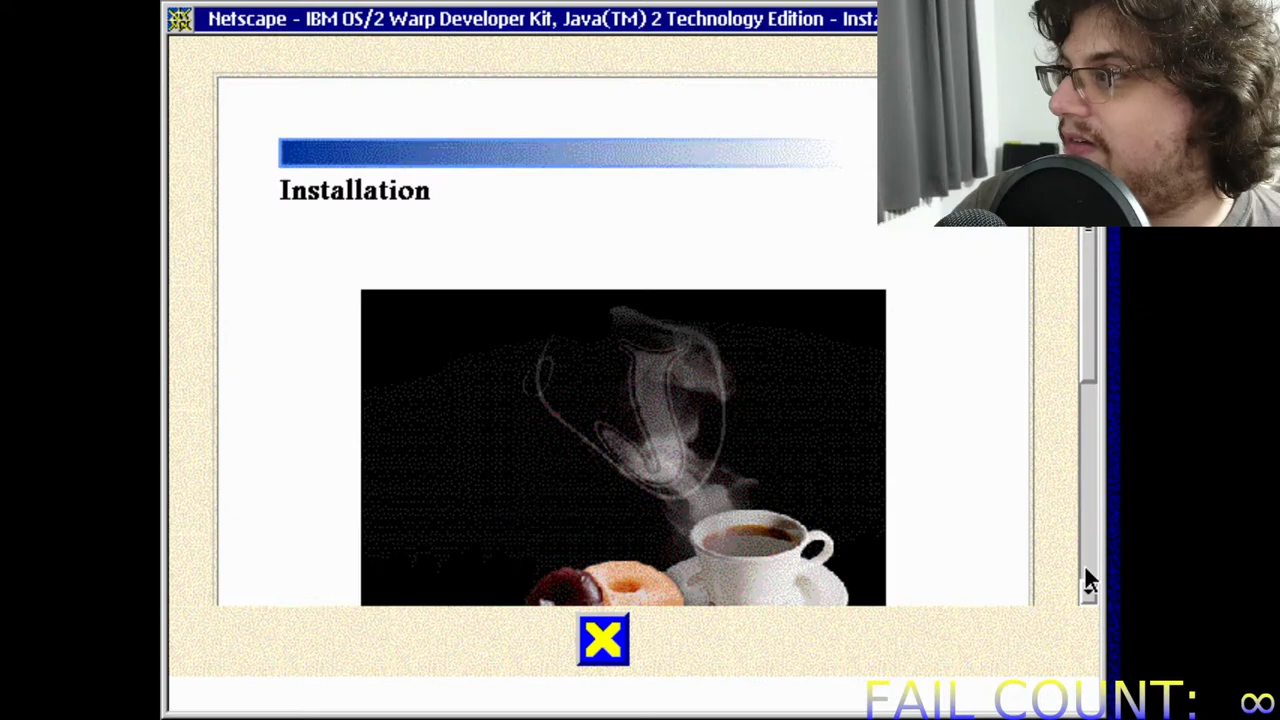 Netscape - IBM OS/2 Warp Developer Kit, Java(TM) 2 Technology Edition - Insta
Installation
FAIL COUNT: ∞